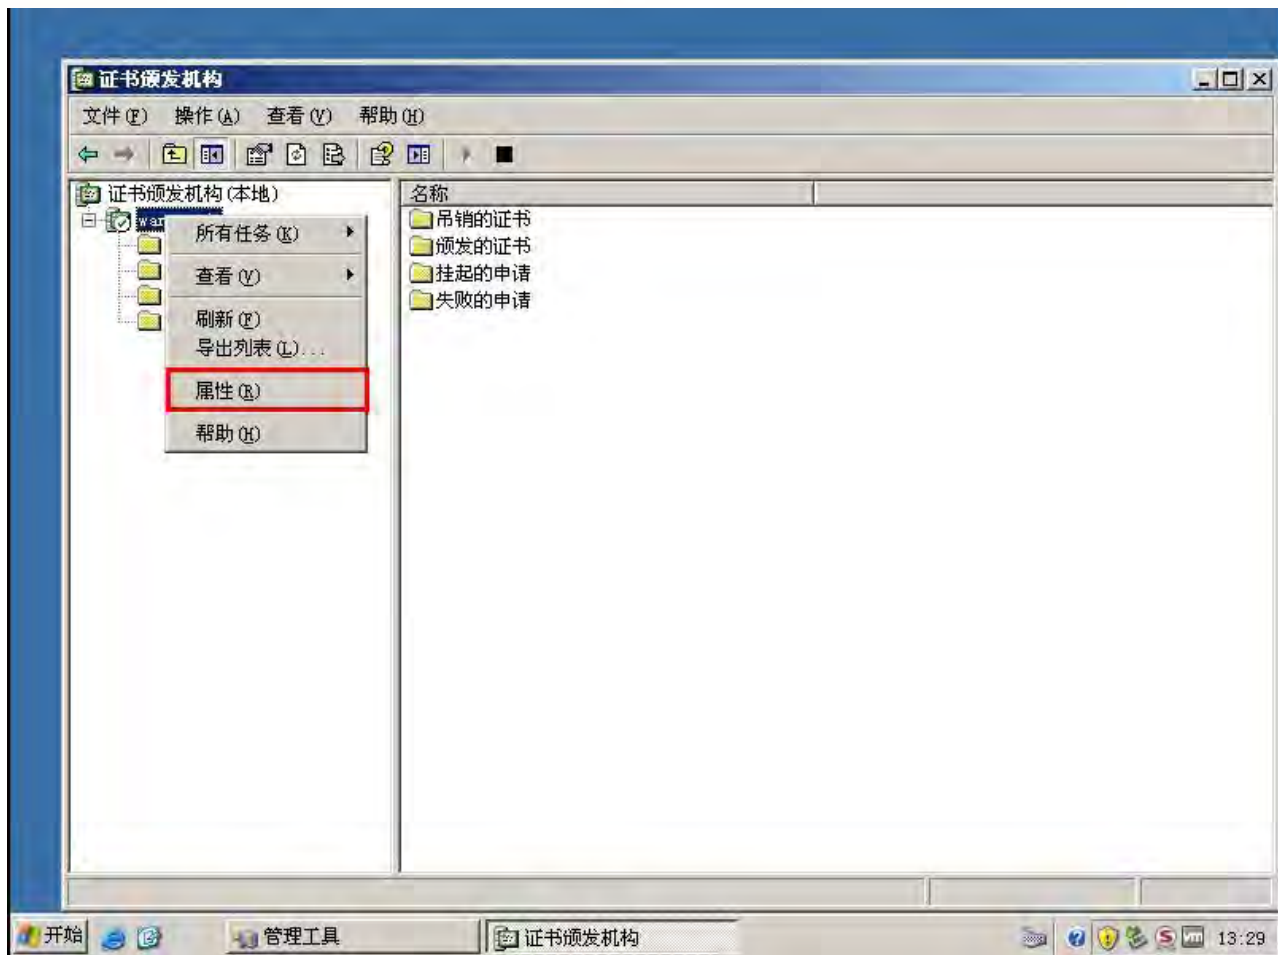 证书颁发机构
文件(F) 操作(A) 查看(V) 帮助(H)
证书颁发机构(本地)
名称
吊销的证书
颁发的证书
挂起的申请
失败的申请
所有任务(K)
查看(V)
刷新(F)
导出列表(L)...
属性(R)
帮助(H)
开始 管理工具 证书颁发机构 13:29